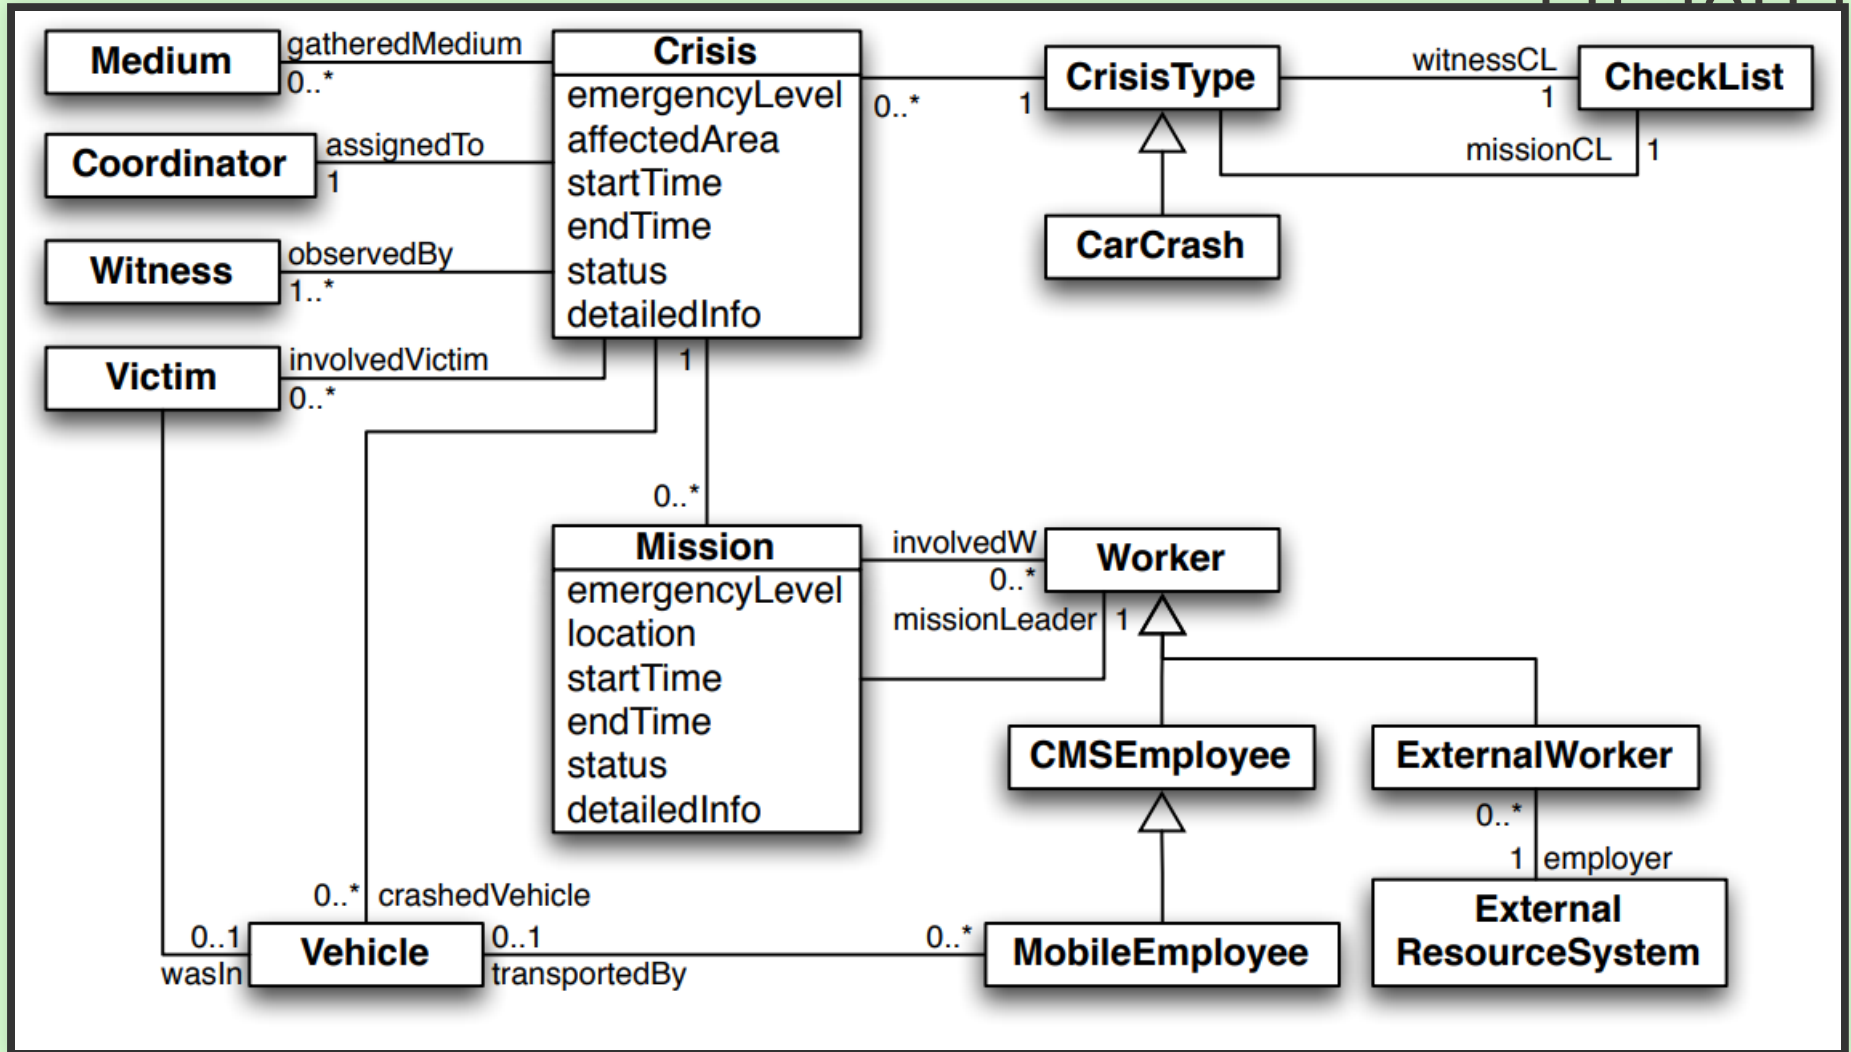 Medium
gatheredMedium
0..*
Coordinator
assignedTo
1
Witness
observedBy
1..*
Victim
involvedVictim
0..*
Crisis
emergencyLevel
affectedArea
startTime
endTime
status
detailedInfo
0..*
1
CrisisType
witnessCL
1
CheckList
missionCL
1
CarCrash
1
0..*
Mission
emergencyLevel
location
startTime
endTime
status
detailedInfo
involvedW
0..*
missionLeader
1
Worker
CMSEmployee
ExternalWorker
0..*
1
employer
External
ResourceSystem
0..*
crashedVehicle
0..1
wasIn
Vehicle
0..1
transportedBy
0..*
MobileEmployee